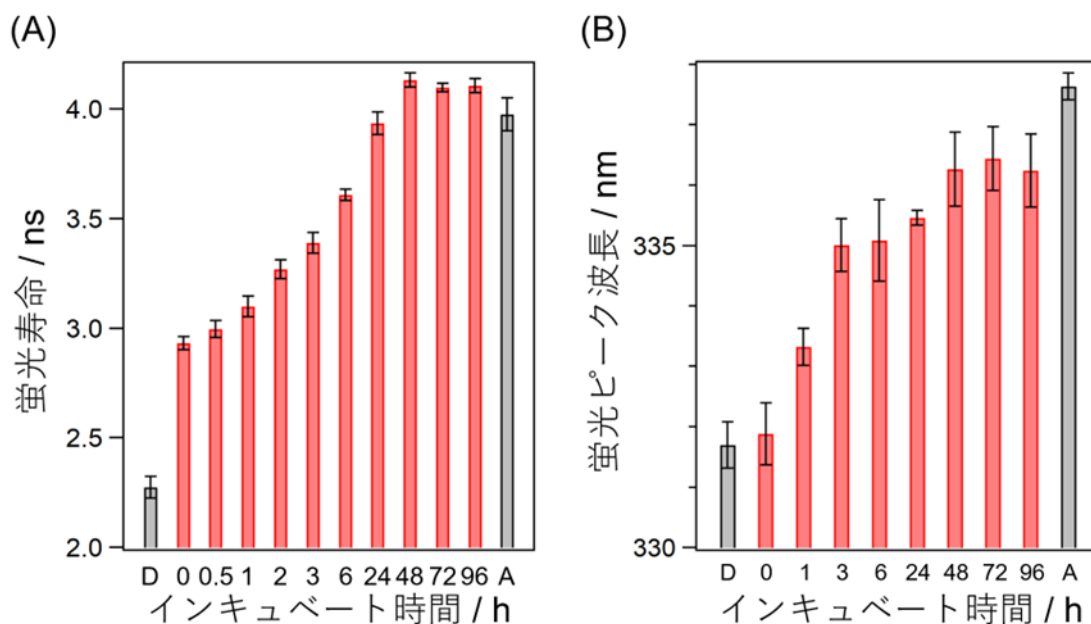 (A)
蛍光寿命 / ns
4.0
3.5
3.0
2.5
2.0
D 0 0.5 1 2 3 6 24 48 72 96 A
インキュベート時間 / h
(B)
蛍光ピーク波長 / nm
335
330
D 0 1 3 6 24 48 72 96 A
インキュベート時間 / h